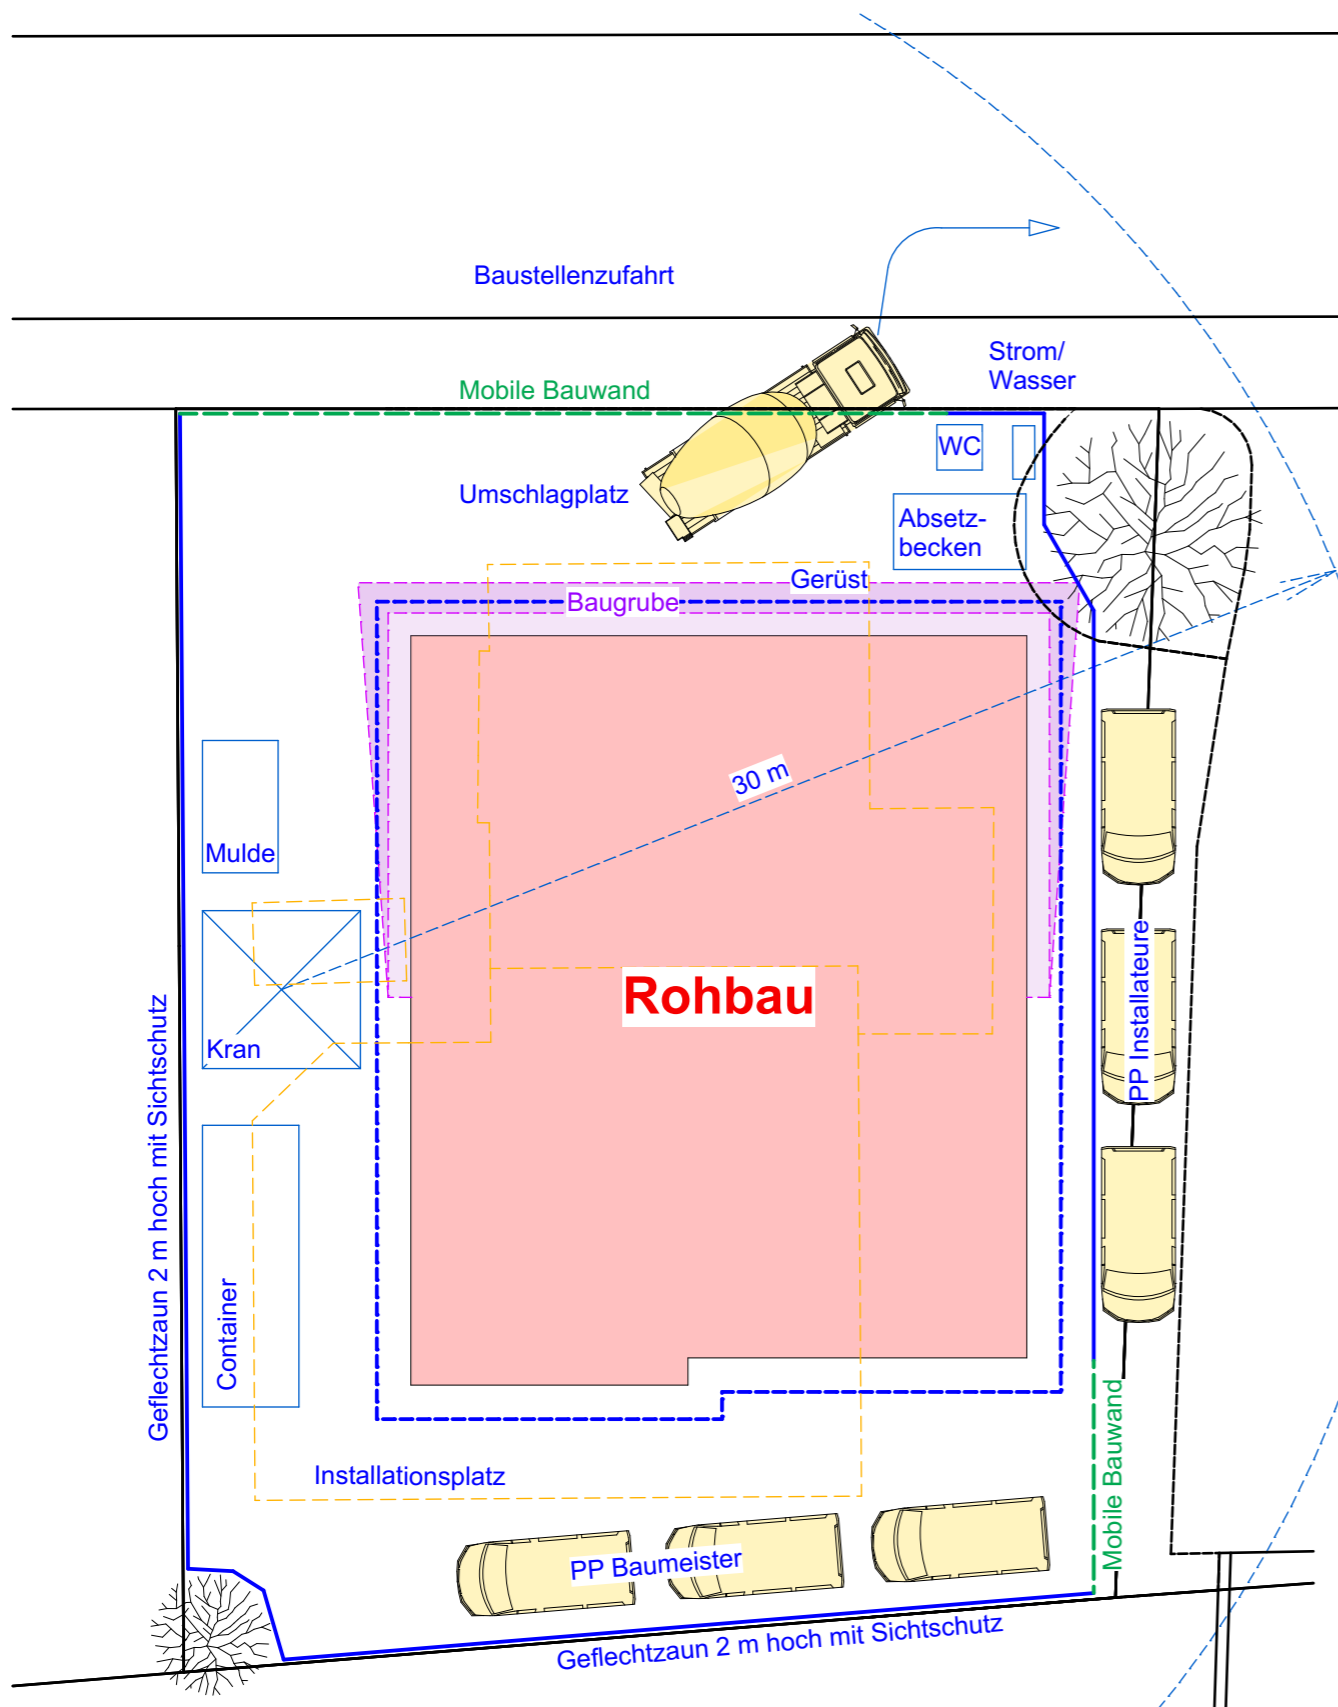 Baustellenzufahrt
Strom/
Wasser
Mobile Bauwand
WC
Umschlagplatz
Absetz-
becken
Gerüst
Baugrube
30 m
Mulde
Rohbau
PP Installateure
Kran
Geflechtzaun 2 m hoch mit Sichtschutz
Container
Mobile Bauwand
Installationsplatz
PP Baumeister
Geflechtzaun 2 m hoch mit Sichtschutz